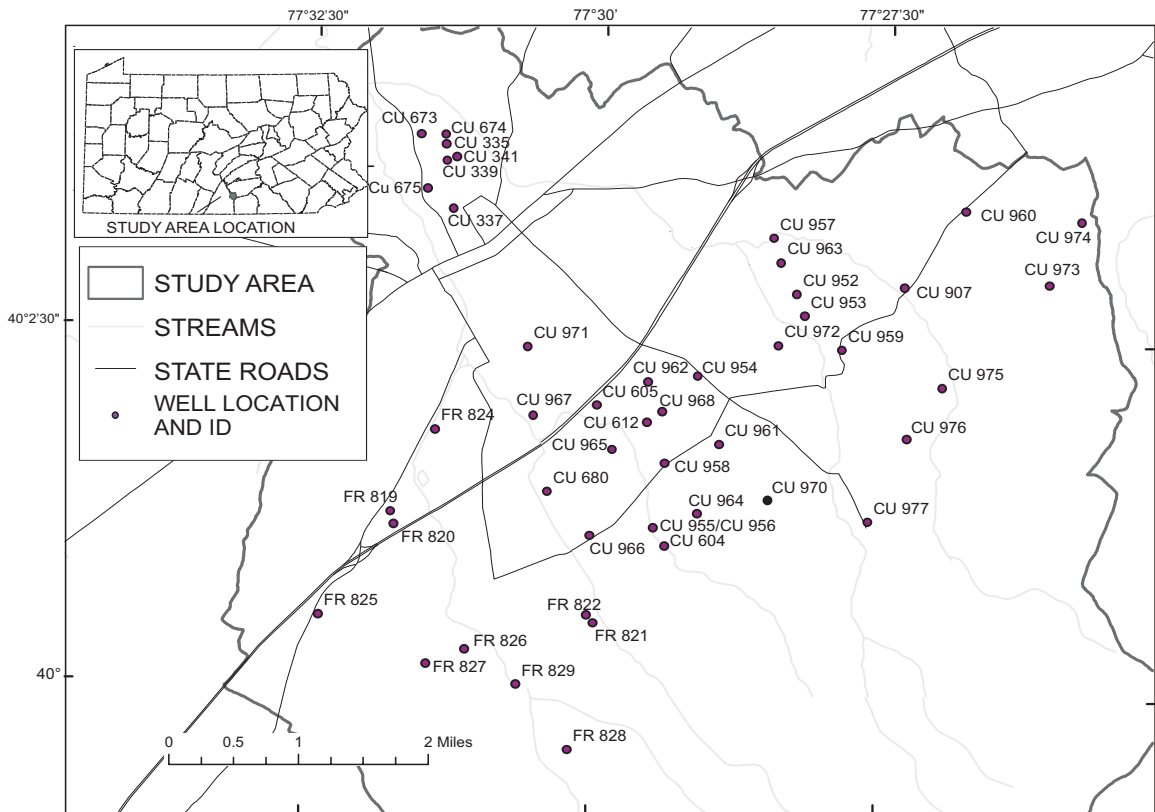 77°32'30"
77°30'
77°27'30"
STUDY AREA LOCATION
STUDY AREA
STREAMS
STATE ROADS
WELL LOCATION
AND ID
40°2'30"
40°
CU 673
CU 674
CU 335
CU 341
CU 339
Cu 675
CU 337
CU 957
CU 963
CU 952
CU 953
CU 972
CU 960
CU 974
CU 973
CU 907
CU 959
CU 971
CU 962
CU 954
CU 605
CU 968
CU 967
CU 612
CU 975
FR 824
CU 965
CU 961
CU 976
CU 958
CU 680
CU 970
FR 819
CU 964
CU 977
FR 820
CU 955/CU 956
CU 966
CU 604
FR 825
FR 822
FR 821
FR 826
FR 827
FR 829
FR 828
0 0.5 1 2 Miles